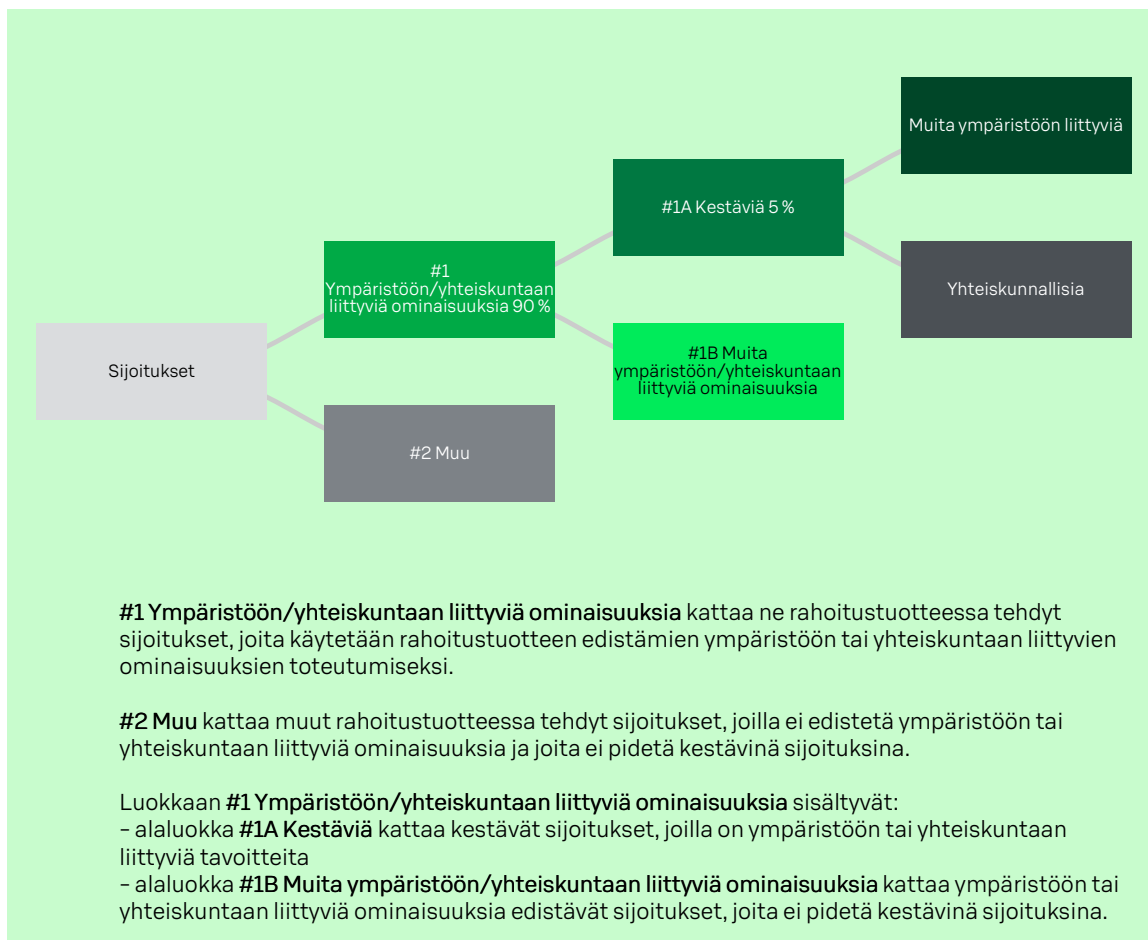 Muita ympäristöön liittyviä
#1A Kestäviä 5 %
#1
Ympäristöön/yhteiskuntaan
liittyviä ominaisuuksia 90 %
Yhteiskunnallisia
Sijoitukset
#1B Muita
ympäristöön/yhteiskuntaan
liittyviä ominaisuuksia
#2 Muu
#1 Ympäristöön/yhteiskuntaan liittyviä ominaisuuksia kattaa ne rahoitustuotteessa tehdyt
sijoitukset, joita käytetään rahoitustuotteen edistämien ympäristöön tai yhteiskuntaan liittyvien
ominaisuuksien toteutumiseksi.
#2 Muu kattaa muut rahoitustuotteessa tehdyt sijoitukset, joilla ei edistetä ympäristöön tai
yhteiskuntaan liittyviä ominaisuuksia ja joita ei pidetä kestävinä sijoituksina.
Luokkaan #1 Ympäristöön/yhteiskuntaan liittyviä ominaisuuksia sisältyvät:
- alaluokka #1A Kestäviä kattaa kestävät sijoitukset, joilla on ympäristöön tai yhteiskuntaan
liittyviä tavoitteita
- alaluokka #1B Muita ympäristöön/yhteiskuntaan liittyviä ominaisuuksia kattaa ympäristöön tai
yhteiskuntaan liittyviä ominaisuuksia edistävät sijoitukset, joita ei pidetä kestävinä sijoituksina.